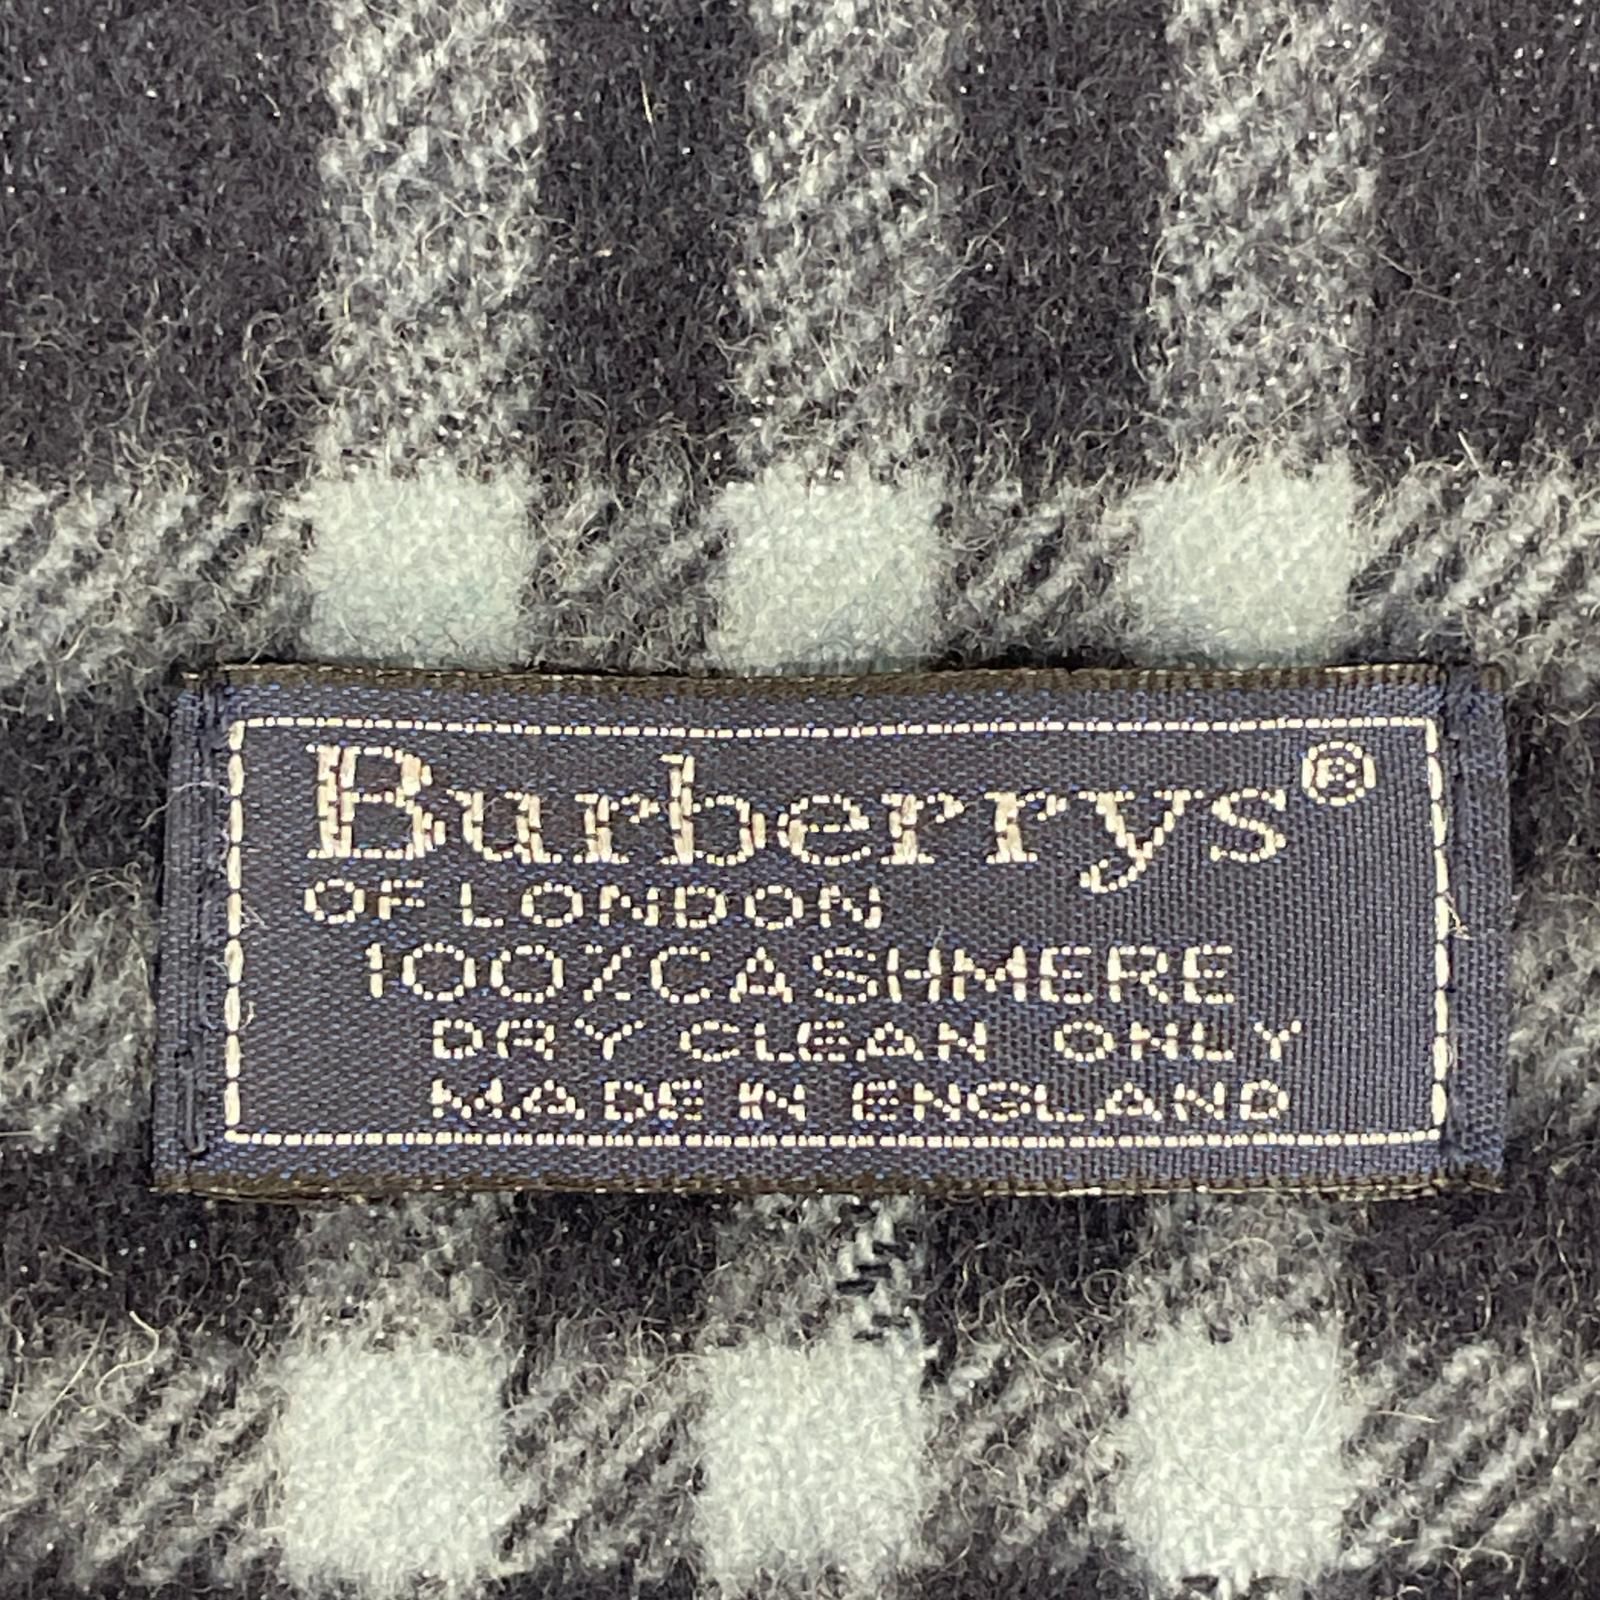 Burberrys®
OF LONDON
100% CASHMERE
DRY CLEAN ONLY
MADE IN ENGLAND